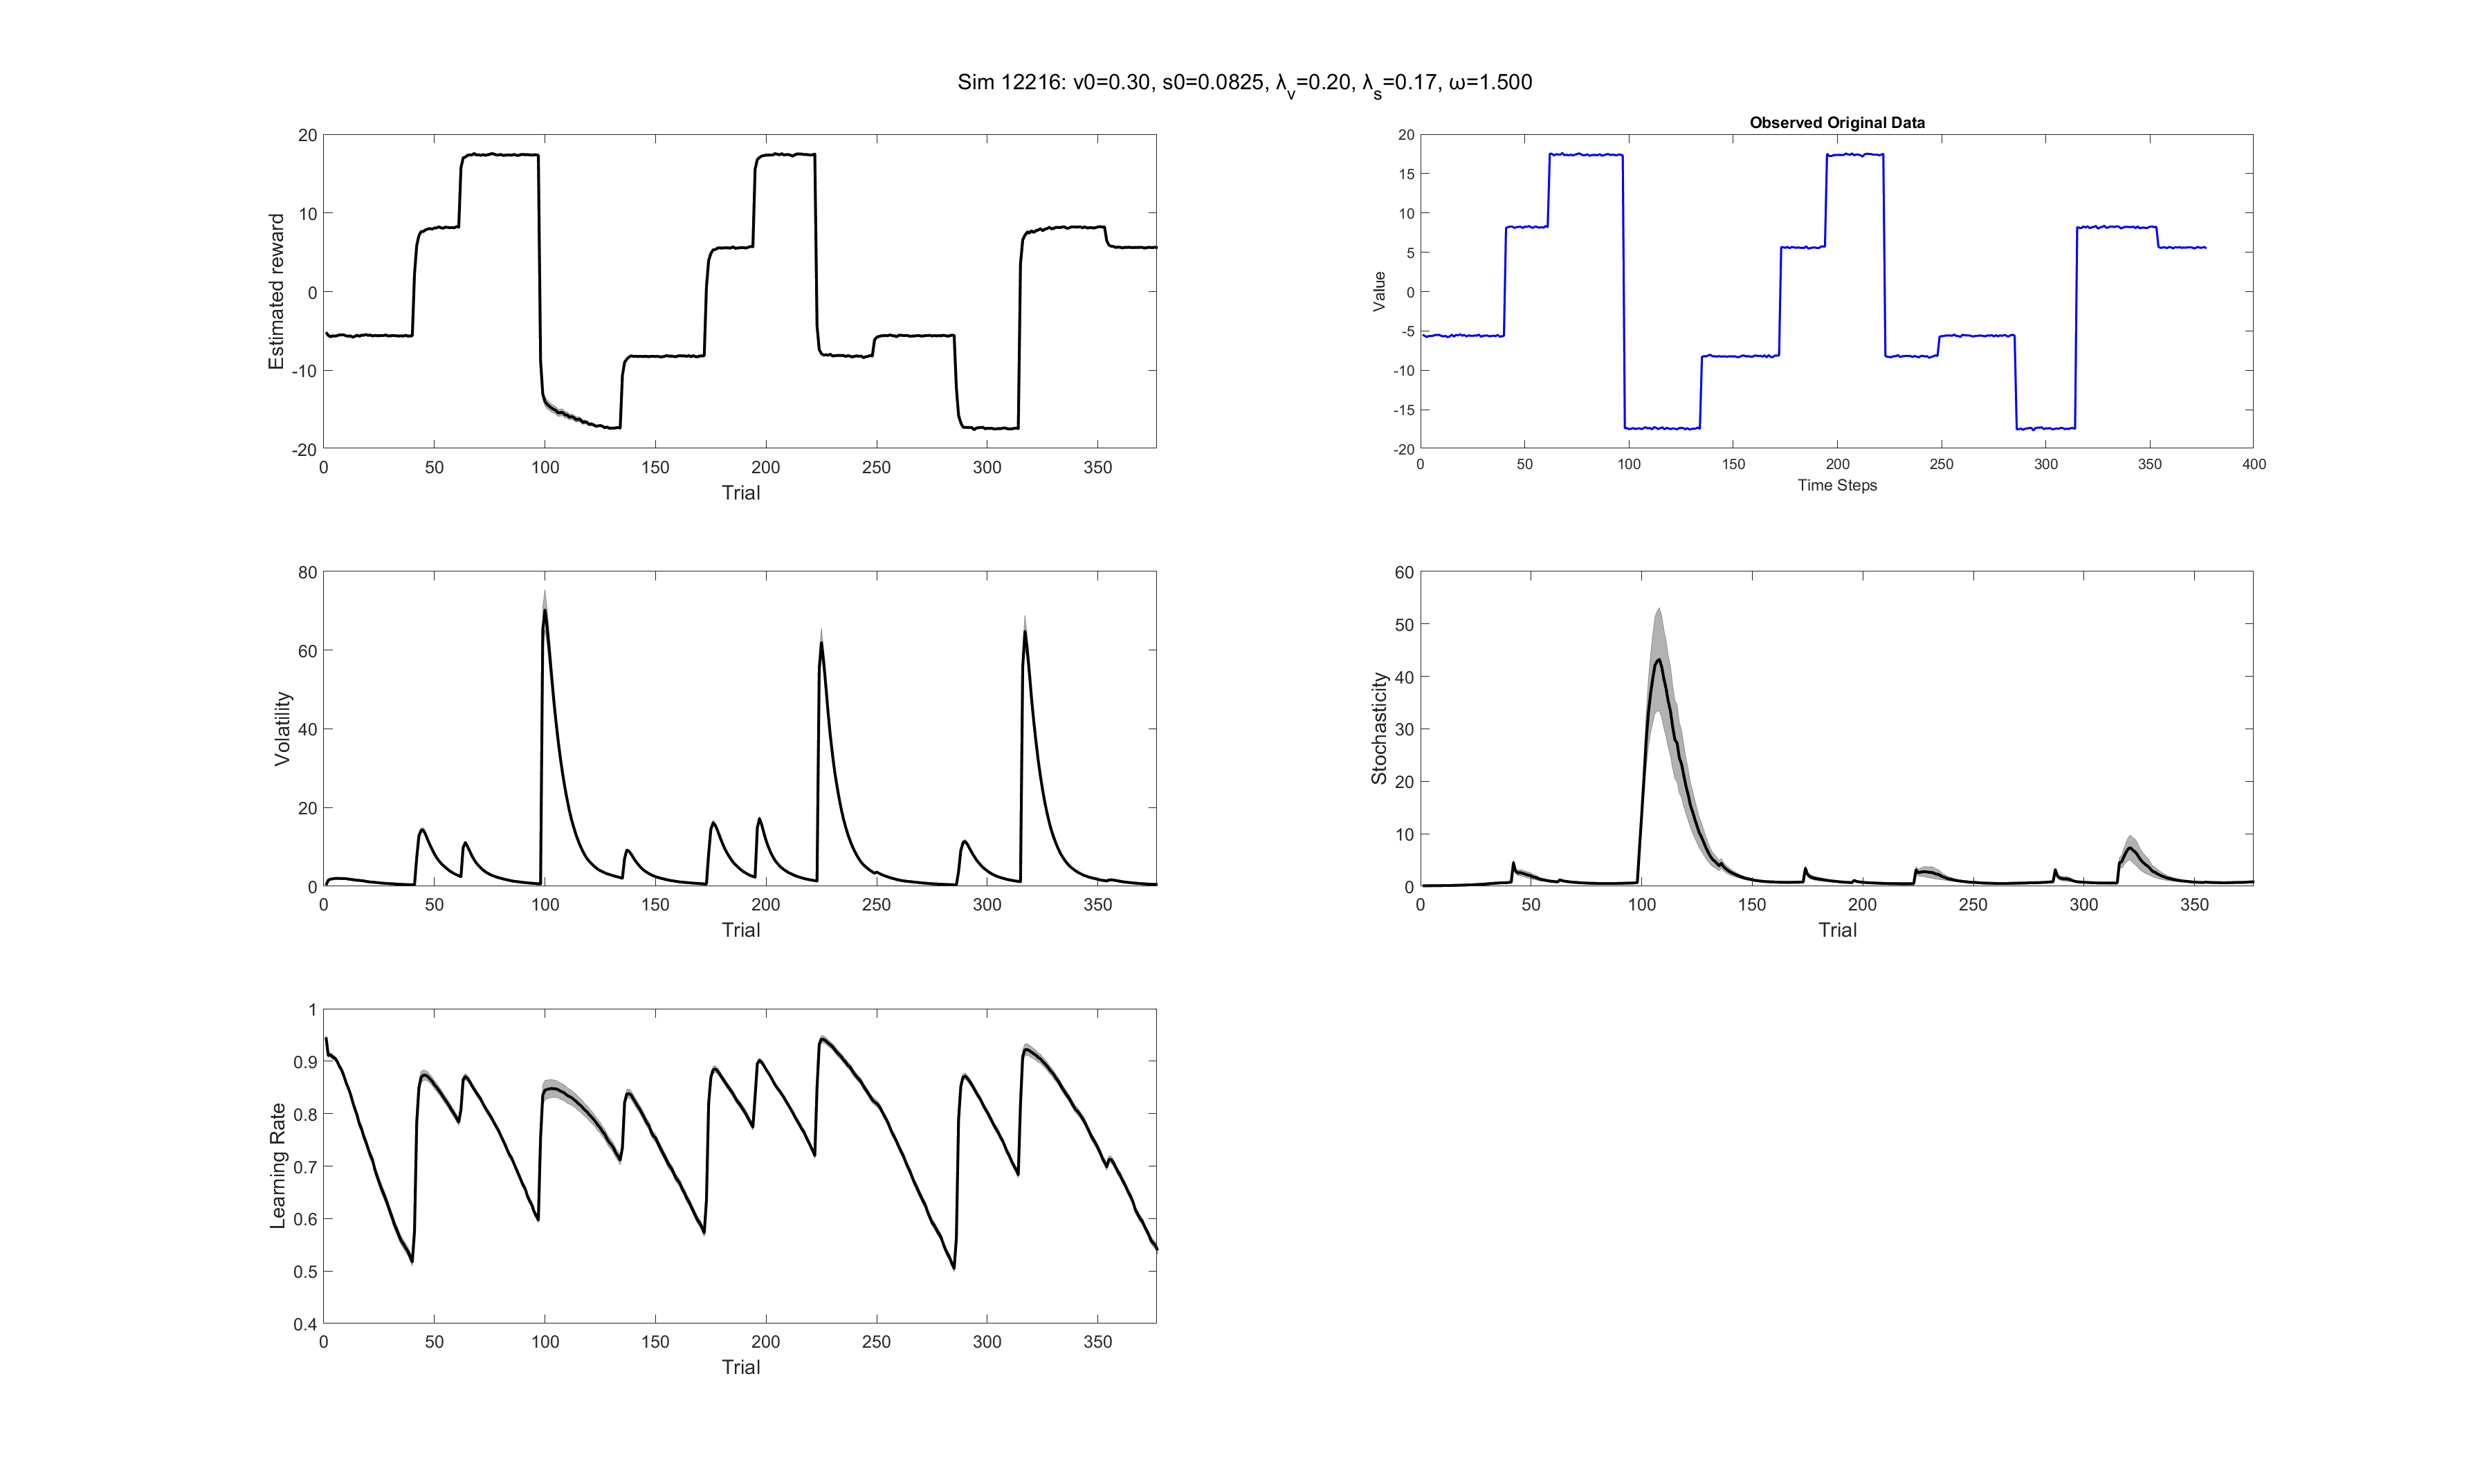 Sim 12216: v0=0.30, s0=0.0825, λv=0.20, λs=0.17, ω=1.500
20
10
0
-10
-20
Estimated reward
0 50 100 150 200 250 300 350
Trial
Observed Original Data
20
15
10
5
0
-5
-10
-15
-20
Value
0 50 100 150 200 250 300 350 400
Time Steps
80
60
40
20
0
Volatility
0 50 100 150 200 250 300 350
Trial
60
50
40
30
20
10
0
Stochasticity
0 50 100 150 200 250 300 350
Trial
1
0.9
0.8
0.7
0.6
0.5
0.4
Learning Rate
0 50 100 150 200 250 300 350
Trial